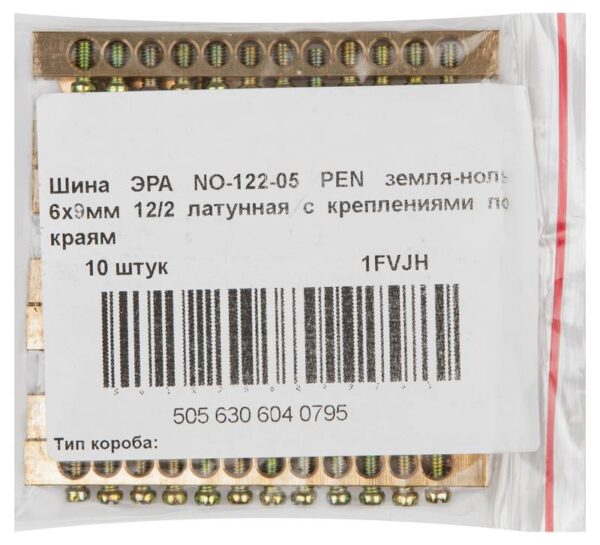 Шина ЭРА NO-122-05 PEN земля-ноль
6х9мм 12/2 латунная с креплениями по
краям
10 штук 1FVJH
505 630 604 0795
Тип короба: